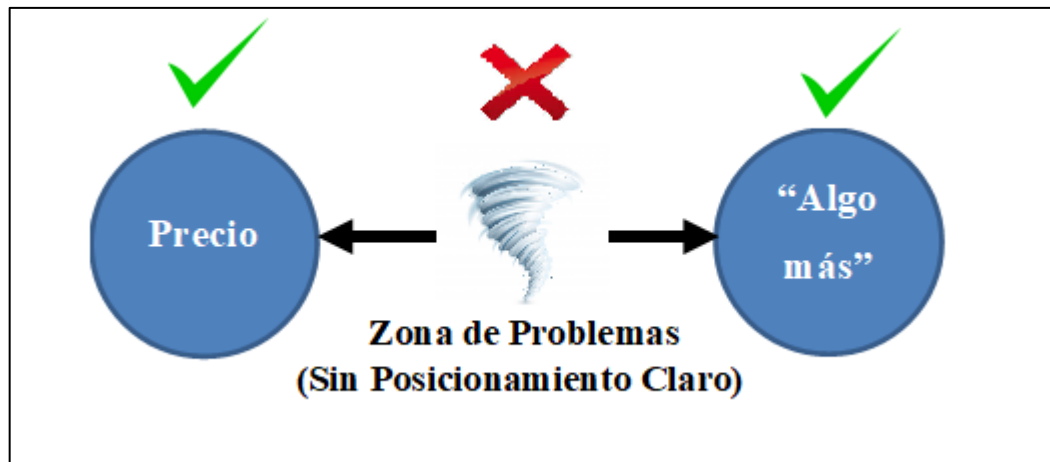 Precio
“Algo
más”
Zona de Problemas
(Sin Posicionamiento Claro)